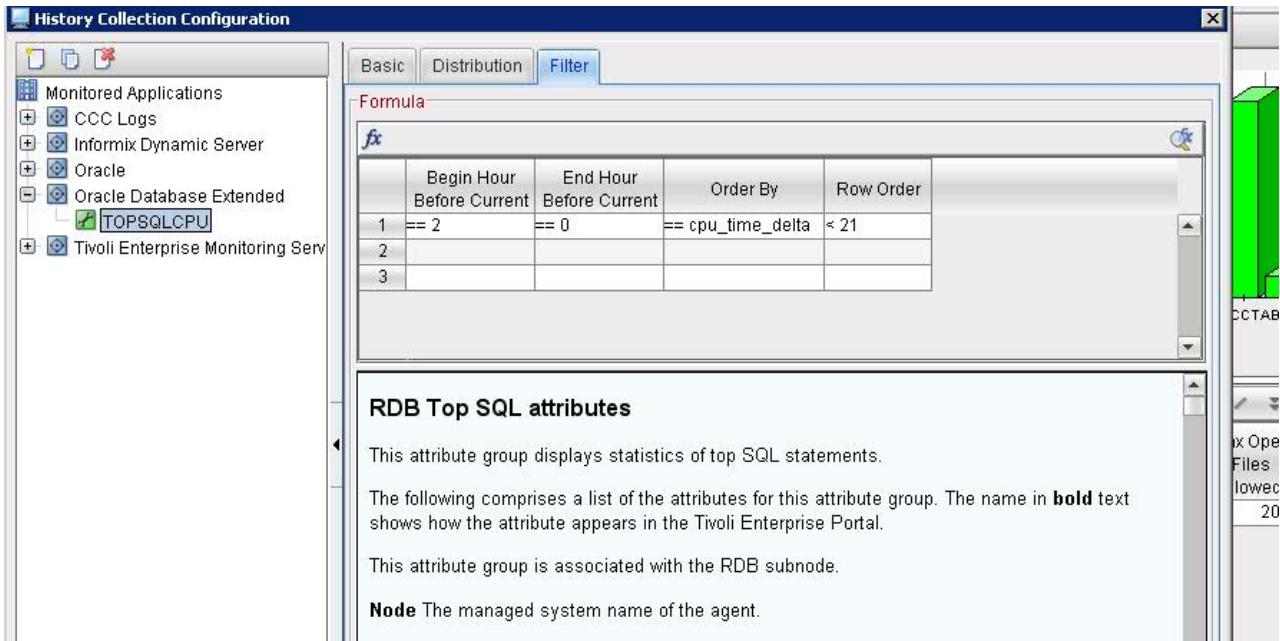 History Collection Configuration
Monitored Applications
CCC Logs
Informix Dynamic Server
Oracle
Oracle Database Extended
TOPSQLCPU
Tivoli Enterprise Monitoring Serv
Basic Distribution Filter
Formula
fx
Begin Hour Before Current End Hour Before Current Order By Row Order
1 == 2 == 0 == cpu_time_delta < 21
2
3
RDB Top SQL attributes
This attribute group displays statistics of top SQL statements.
The following comprises a list of the attributes for this attribute group. The name in bold text
shows how the attribute appears in the Tivoli Enterprise Portal.
This attribute group is associated with the RDB subnode.
Node The managed system name of the agent.
CCTAB
x Ope
Files
lowed
20